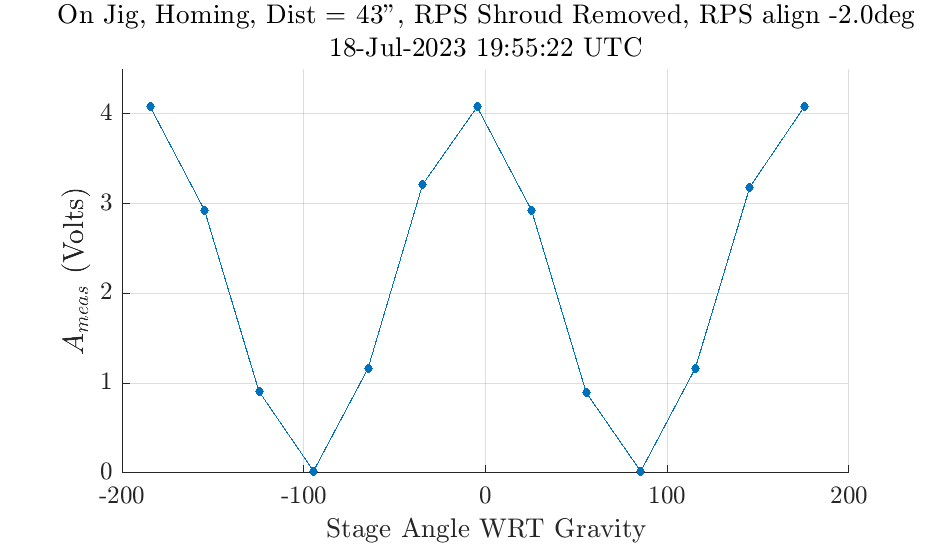 On Jig, Homing, Dist = 43”, RPS Shroud Removed, RPS align -2.0deg
18-Jul-2023 19:55:22 UTC
4
3
2
1
0
A_meas (Volts)
-200 -100 0 100 200
Stage Angle WRT Gravity